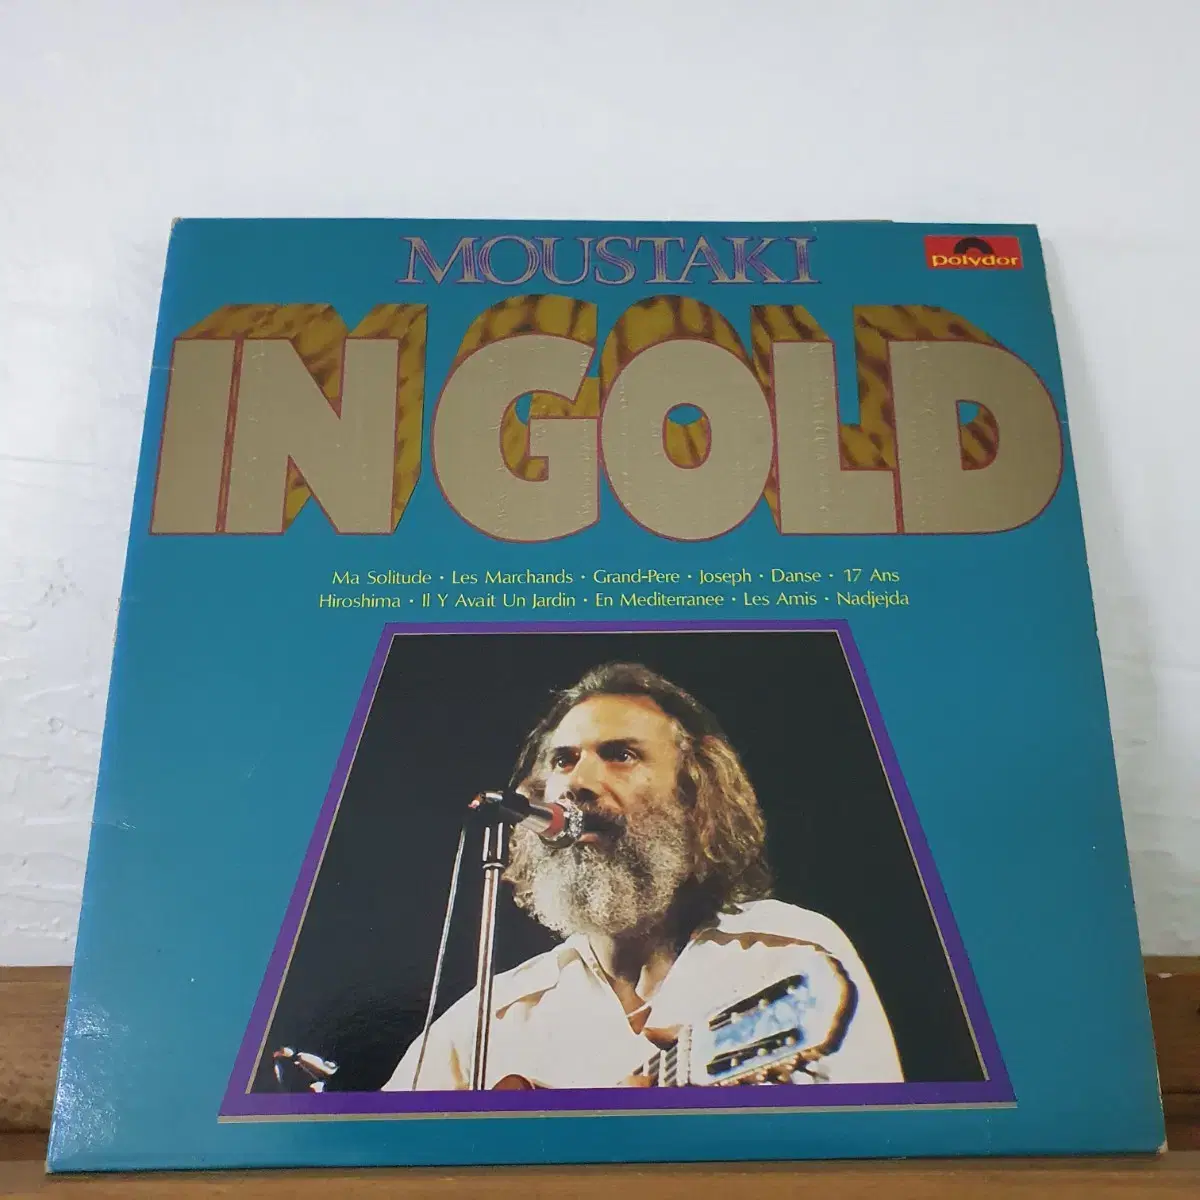 MOUSTAKI
polydor
IN GOLD
Ma Solitude · Les Marchands · Grand-Pere · Joseph · Danse · 17 Ans
Hiroshima · Il Y Avait Un Jardin · En Mediterranee · Les Amis · Nadjejda